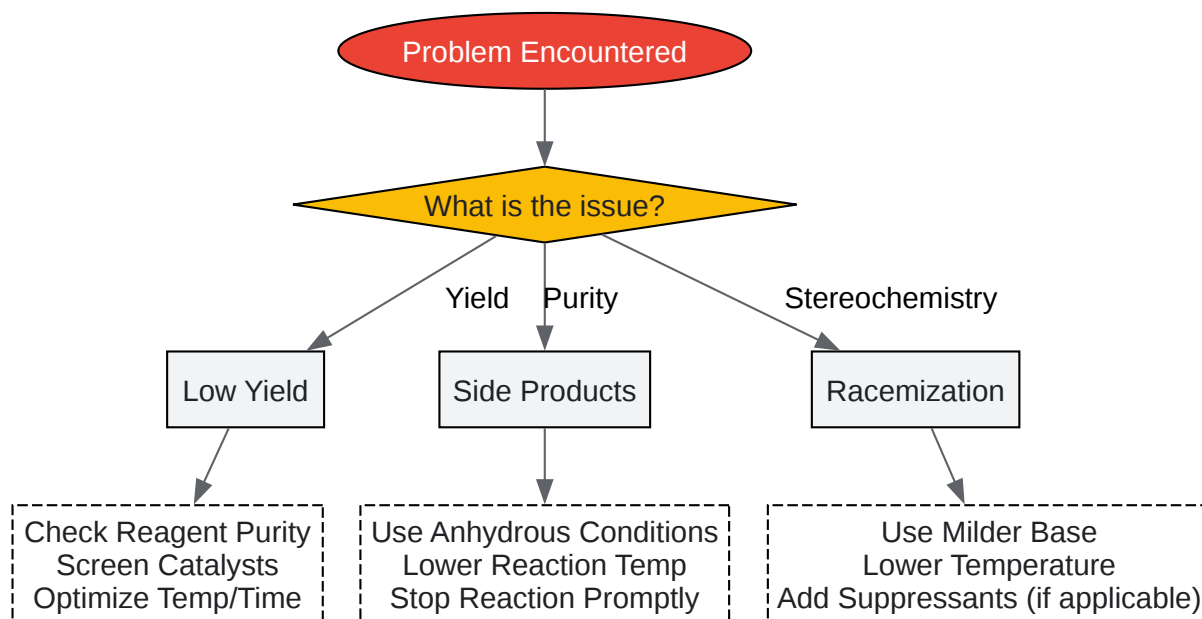 Problem Encountered
What is the issue?
Yield
Purity
Stereochemistry
Low Yield
Side Products
Racemization
Check Reagent Purity
Screen Catalysts
Optimize Temp/Time
Use Anhydrous Conditions
Lower Reaction Temp
Stop Reaction Promptly
Use Milder Base
Lower Temperature
Add Suppressants (if applicable)